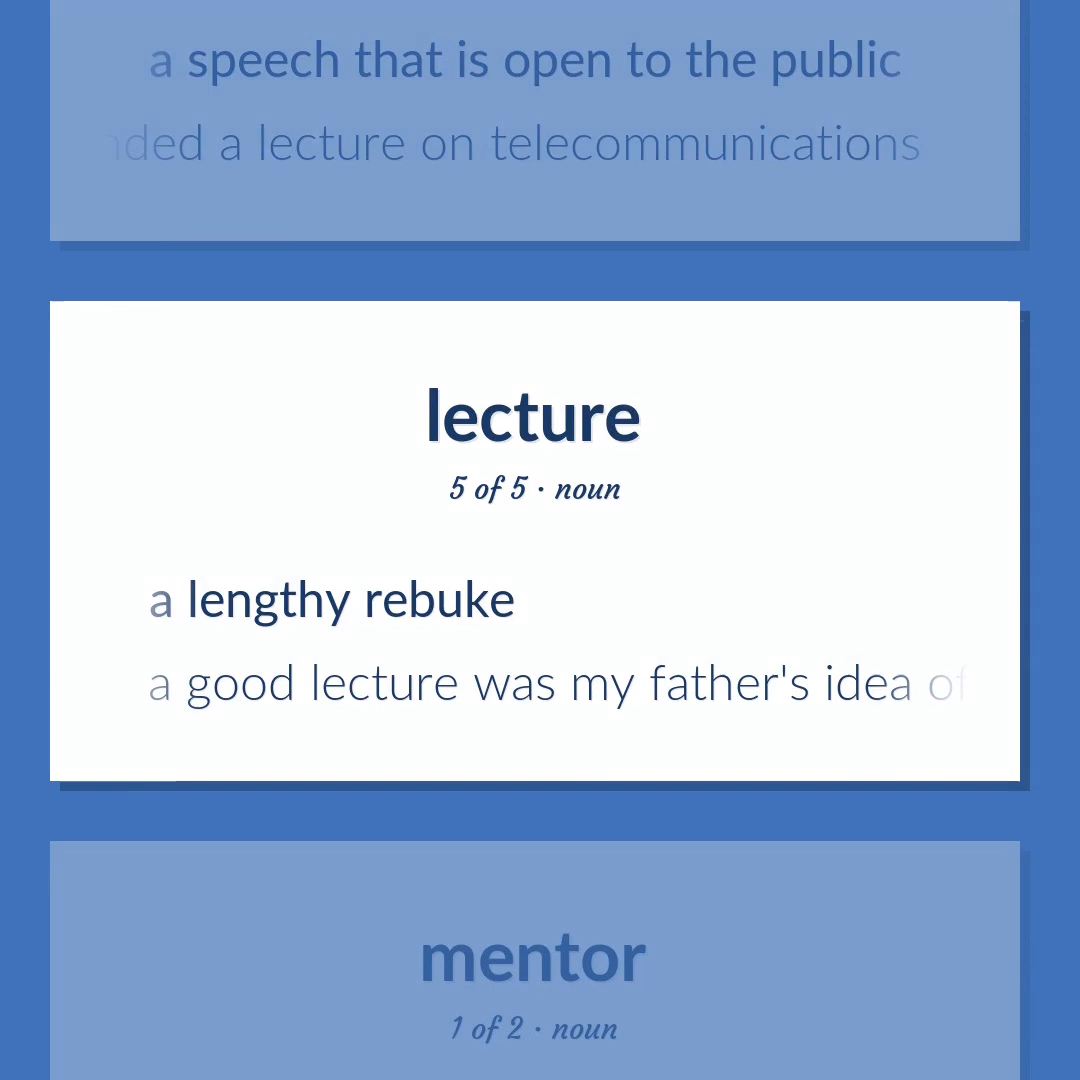 a speech that is open to the public
a lecture on telecommunications
lecture
5 of 5 · noun
a lengthy rebuke
a good lecture was my father's idea of
mentor
1 of 2 · noun